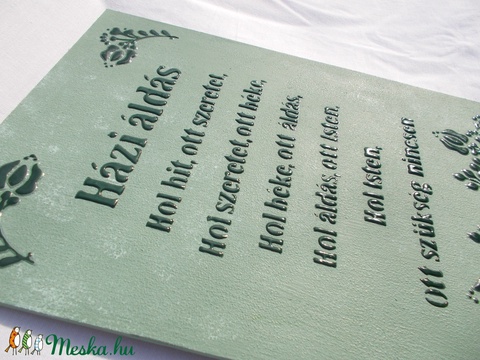 Házi áldás
Hol hit, ott szeretet,
Hol szeretet, ott béke,
Hol béke, ott áldás,
Hol áldás, ott Isten.
Hol Isten,
Ott szükség nincsen
Meska.hu